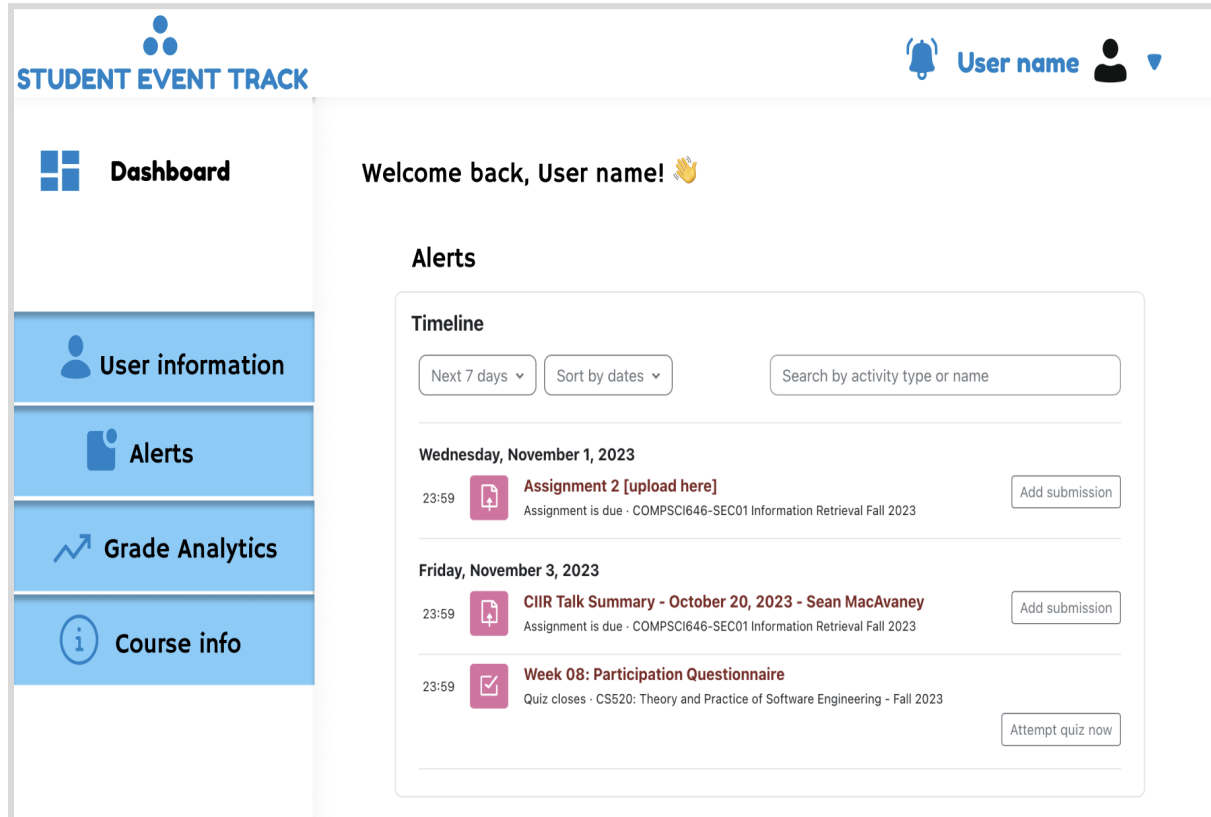 STUDENT EVENT TRACK
User name
Dashboard
Welcome back, User name! 👋
Alerts
Timeline
Next 7 days
Sort by dates
Search by activity type or name
User information
Alerts
Grade Analytics
i
Course info
Wednesday, November 1, 2023
23:59
Assignment 2 [upload here]
Assignment is due · COMPSCI646-SEC01 Information Retrieval Fall 2023
Add submission
Friday, November 3, 2023
23:59
CIIR Talk Summary - October 20, 2023 - Sean MacAvaney
Assignment is due · COMPSCI646-SEC01 Information Retrieval Fall 2023
Add submission
23:59
Week 08: Participation Questionnaire
Quiz closes · CS520: Theory and Practice of Software Engineering - Fall 2023
Attempt quiz now